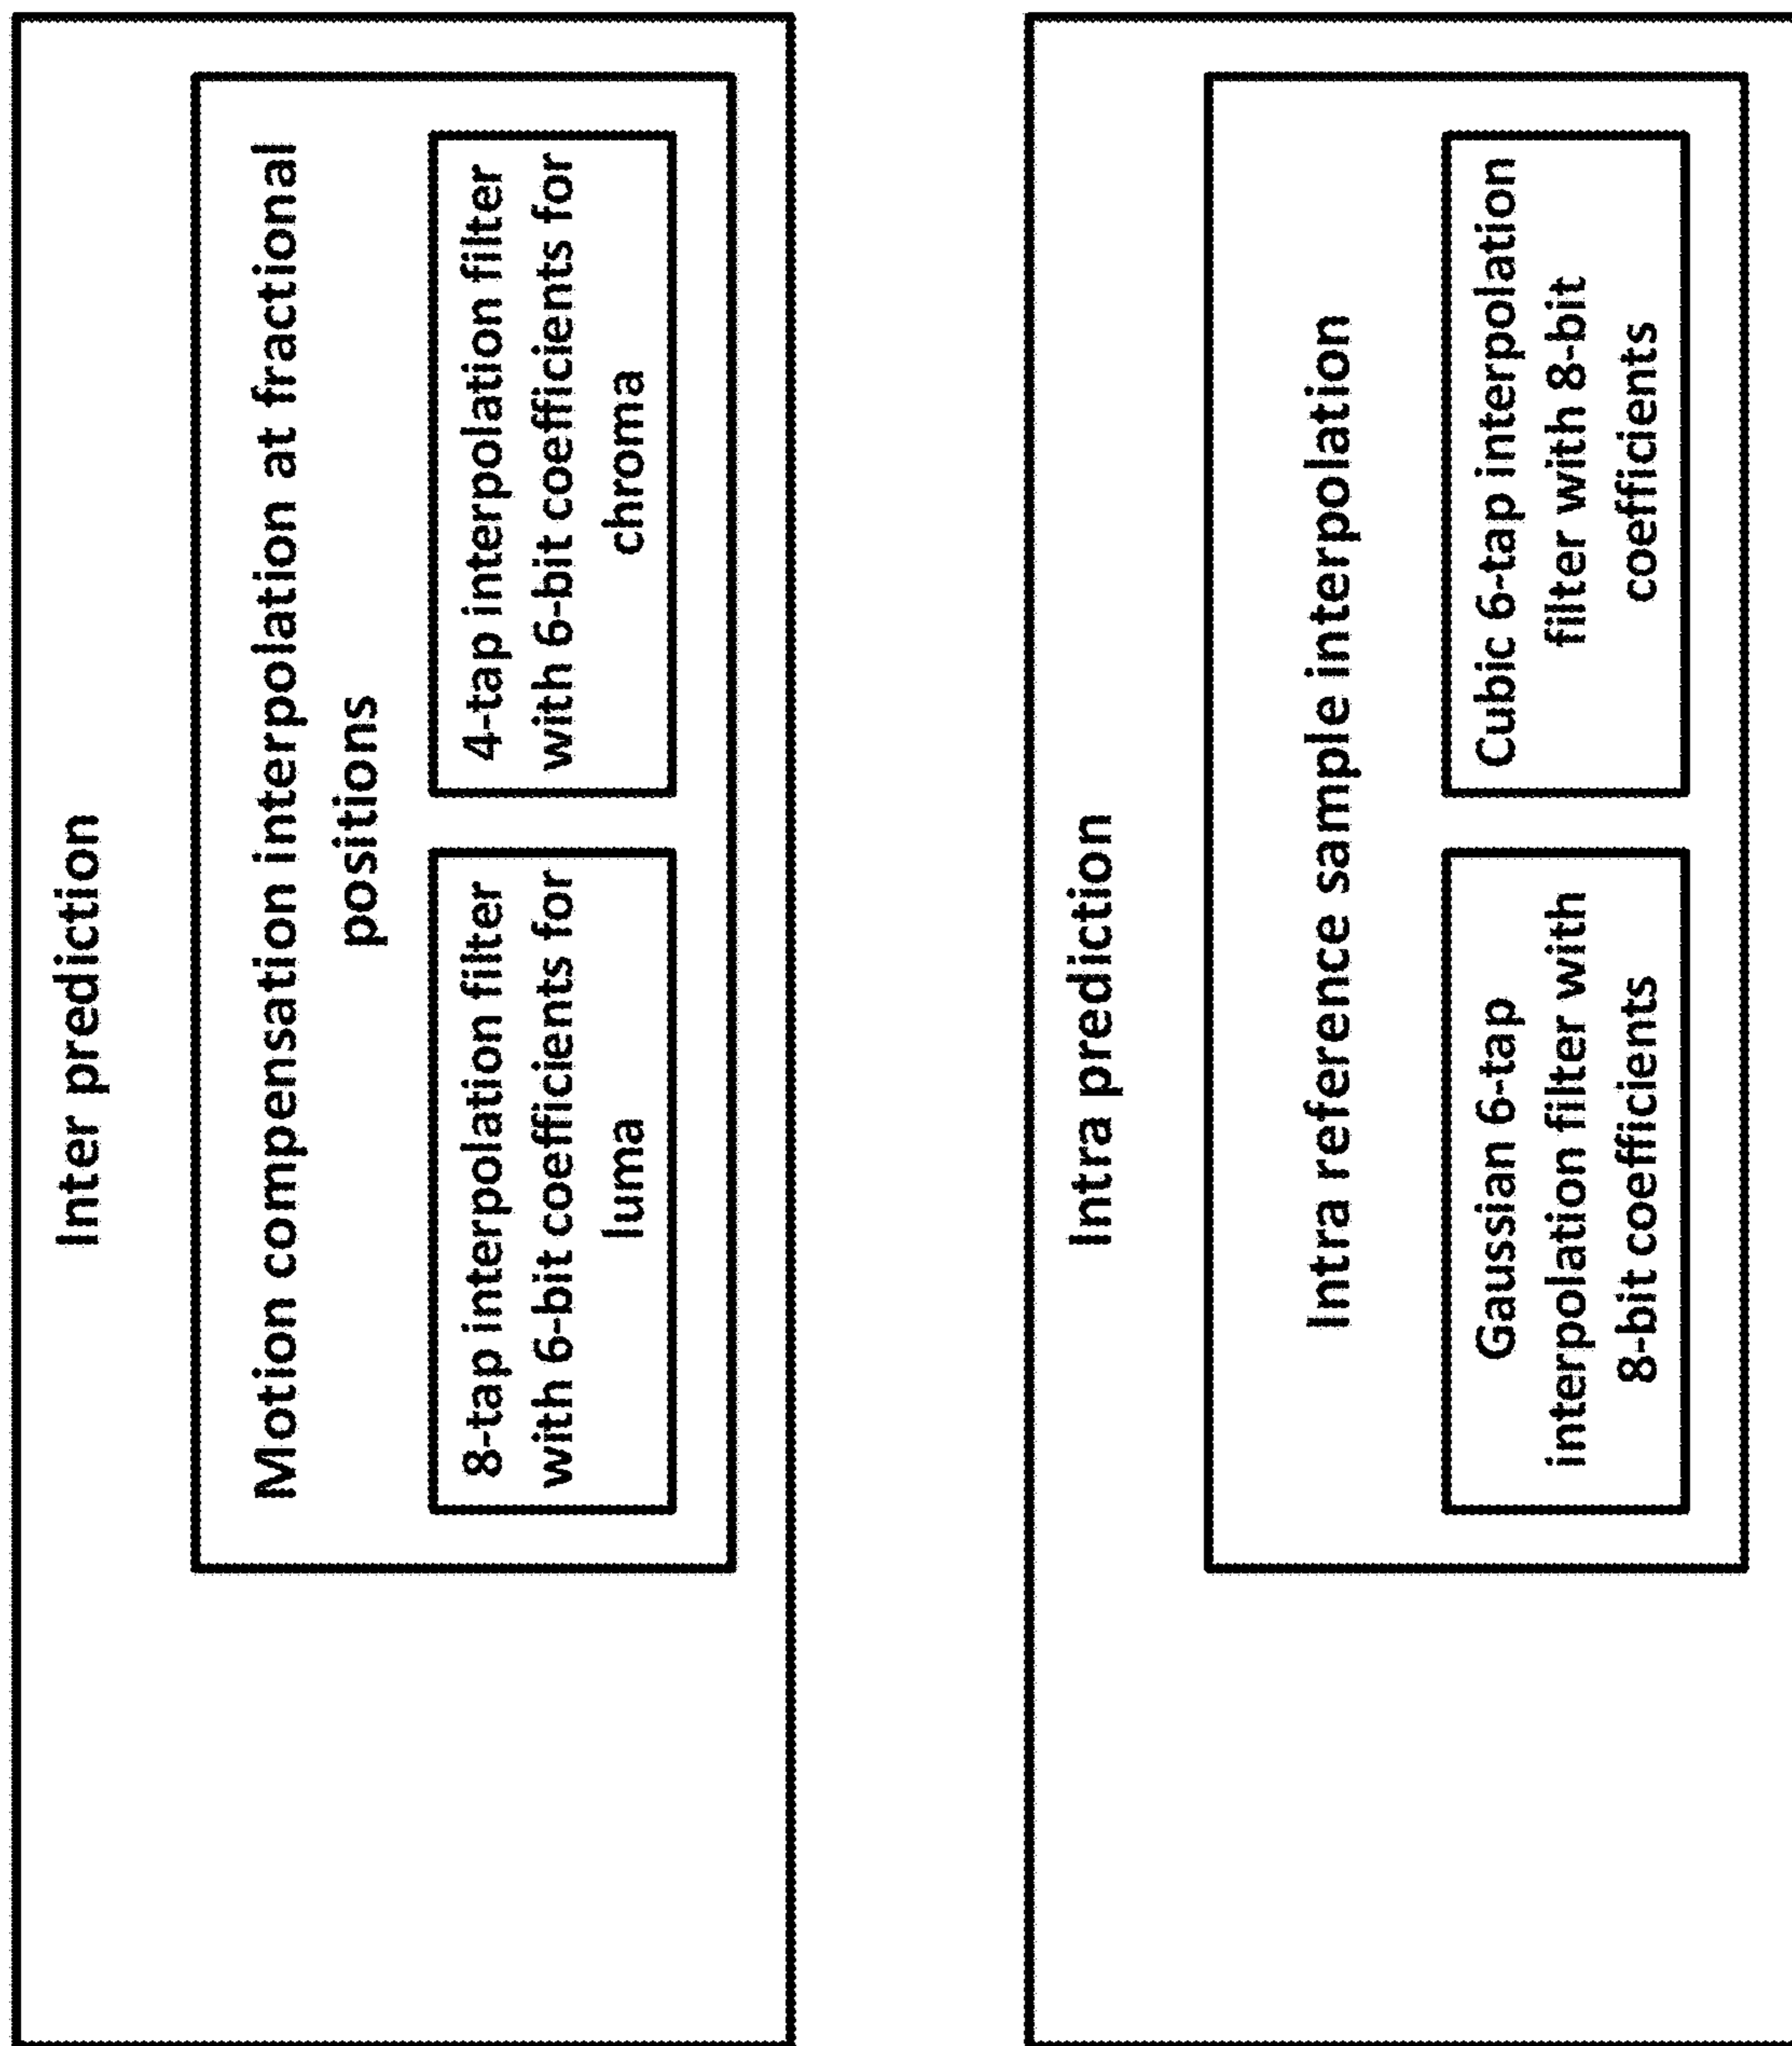 Inter prediction
Motion compensation interpolation at fractional
positions
8-tap interpolation filter
with 6-bit coefficients for
luma
4-tap interpolation filter
with 6-bit coefficients for
chroma
Intra prediction
Intra reference sample interpolation
Gaussian 6-tap
interpolation filter with
8-bit coefficients
Cubic 6-tap interpolation
filter with 8-bit
coefficients